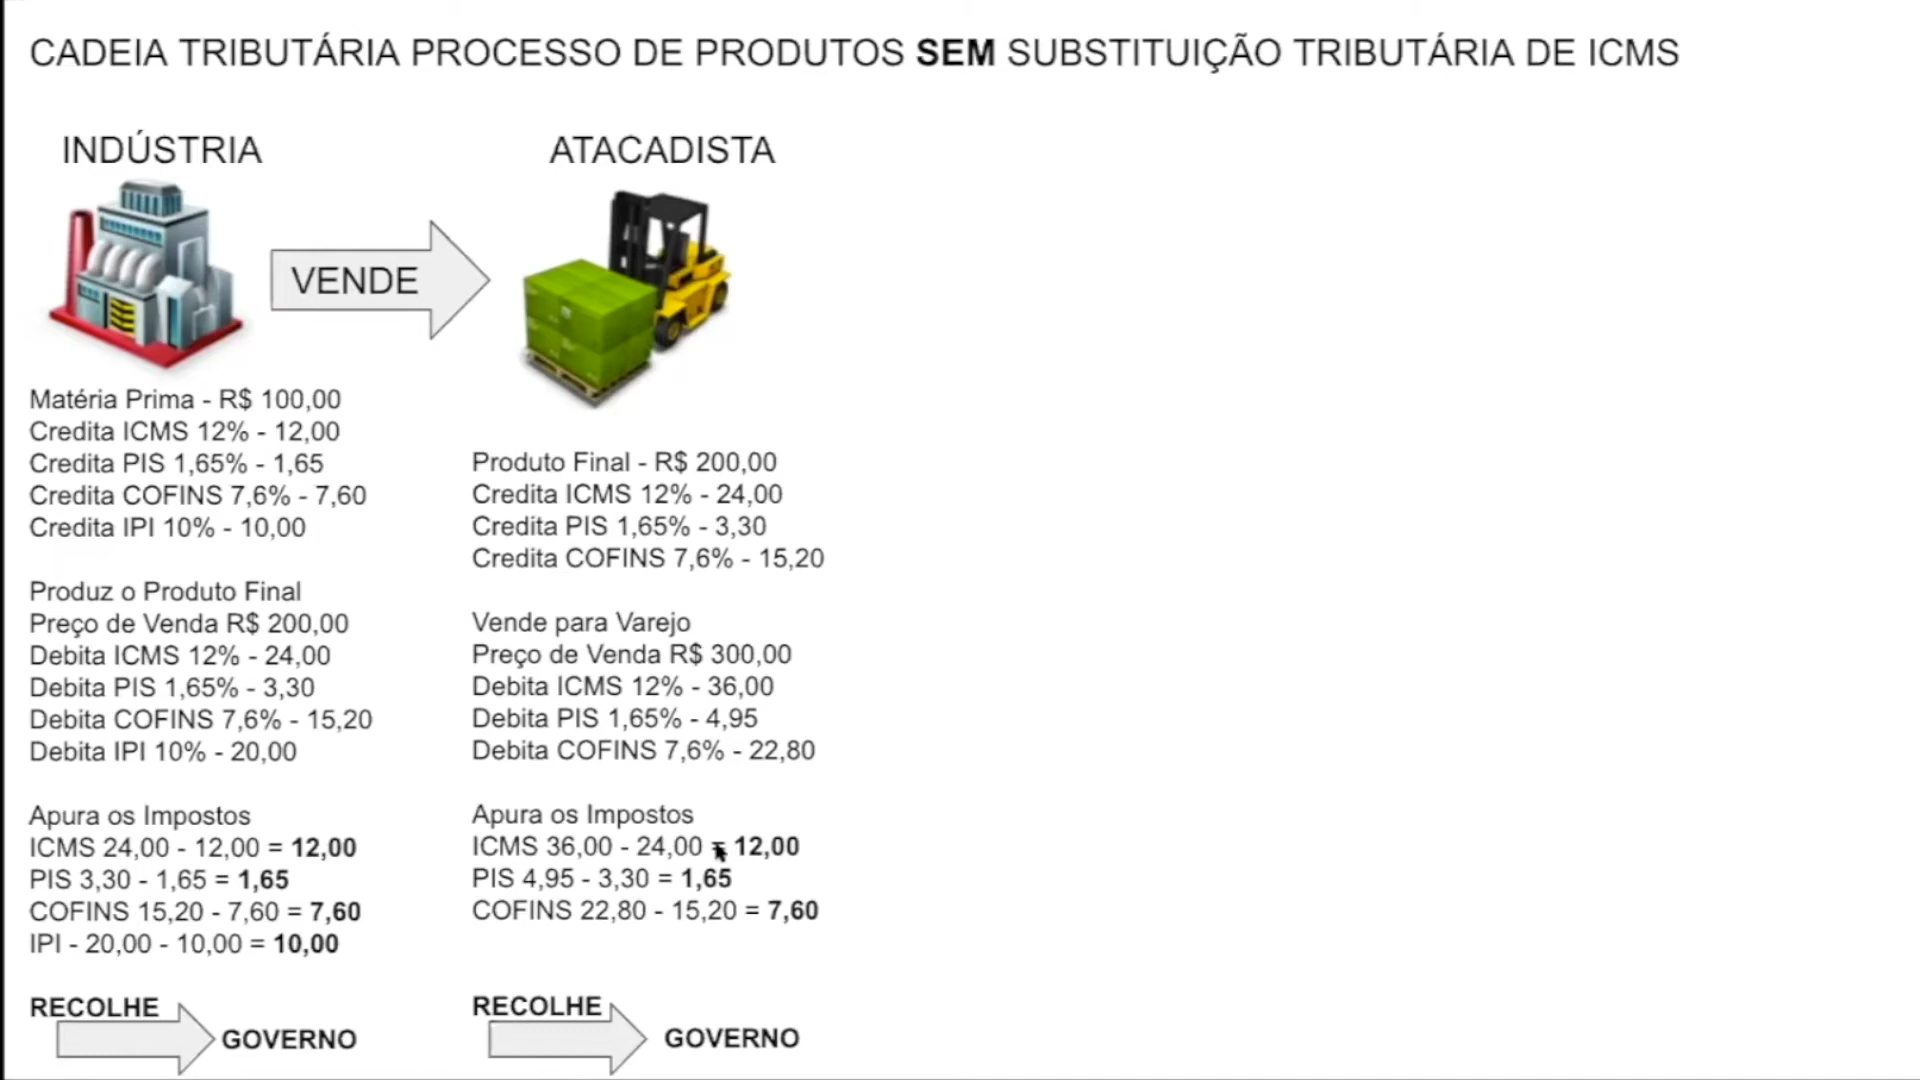 CADEIA TRIBUTÁRIA PROCESSO DE PRODUTOS SEM SUBSTITUIÇÃO TRIBUTÁRIA DE ICMS
INDÚSTRIA
VENDE
ATACADISTA
Matéria Prima - R$ 100,00
Credita ICMS 12% - 12,00
Credita PIS 1,65% - 1,65
Credita COFINS 7,6% - 7,60
Credita IPI 10% - 10,00
Produz o Produto Final
Preço de Venda R$ 200,00
Debita ICMS 12% - 24,00
Debita PIS 1,65% - 3,30
Debita COFINS 7,6% - 15,20
Debita IPI 10% - 20,00
Apura os Impostos
ICMS 24,00 - 12,00 = 12,00
PIS 3,30 - 1,65 = 1,65
COFINS 15,20 - 7,60 = 7,60
IPI - 20,00 - 10,00 = 10,00
RECOLHE
GOVERNO
Produto Final - R$ 200,00
Credita ICMS 12% - 24,00
Credita PIS 1,65% - 3,30
Credita COFINS 7,6% - 15,20
Vende para Varejo
Preço de Venda R$ 300,00
Debita ICMS 12% - 36,00
Debita PIS 1,65% - 4,95
Debita COFINS 7,6% - 22,80
Apura os Impostos
ICMS 36,00 - 24,00 = 12,00
PIS 4,95 - 3,30 = 1,65
COFINS 22,80 - 15,20 = 7,60
RECOLHE
GOVERNO